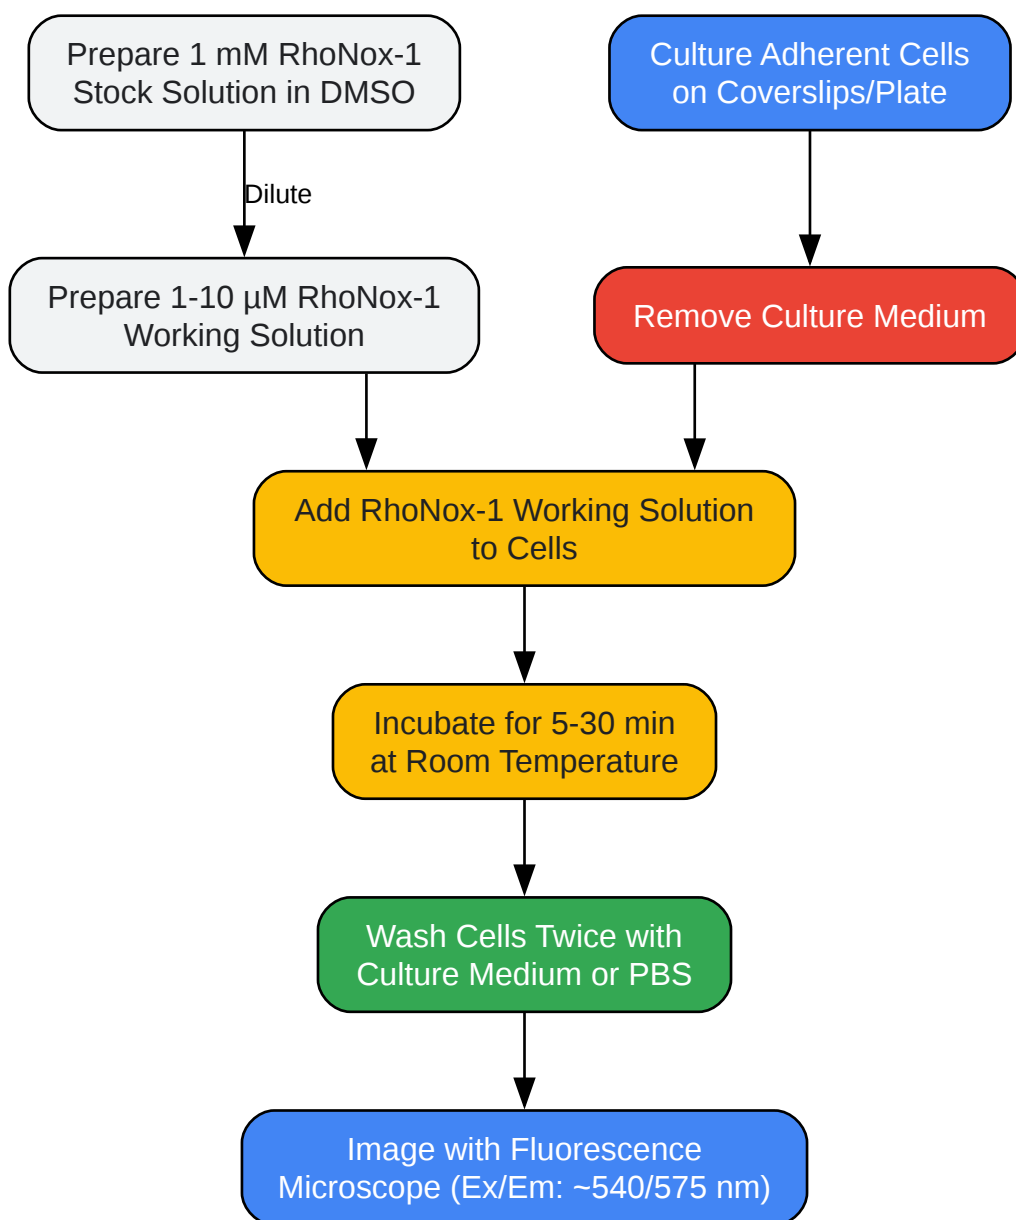 Prepare 1 mM RhoNox-1
Stock Solution in DMSO
Culture Adherent Cells
on Coverslips/Plate
Dilute
Prepare 1-10 µM RhoNox-1
Working Solution
Remove Culture Medium
Add RhoNox-1 Working Solution
to Cells
Incubate for 5-30 min
at Room Temperature
Wash Cells Twice with
Culture Medium or PBS
Image with Fluorescence
Microscope (Ex/Em: ~540/575 nm)